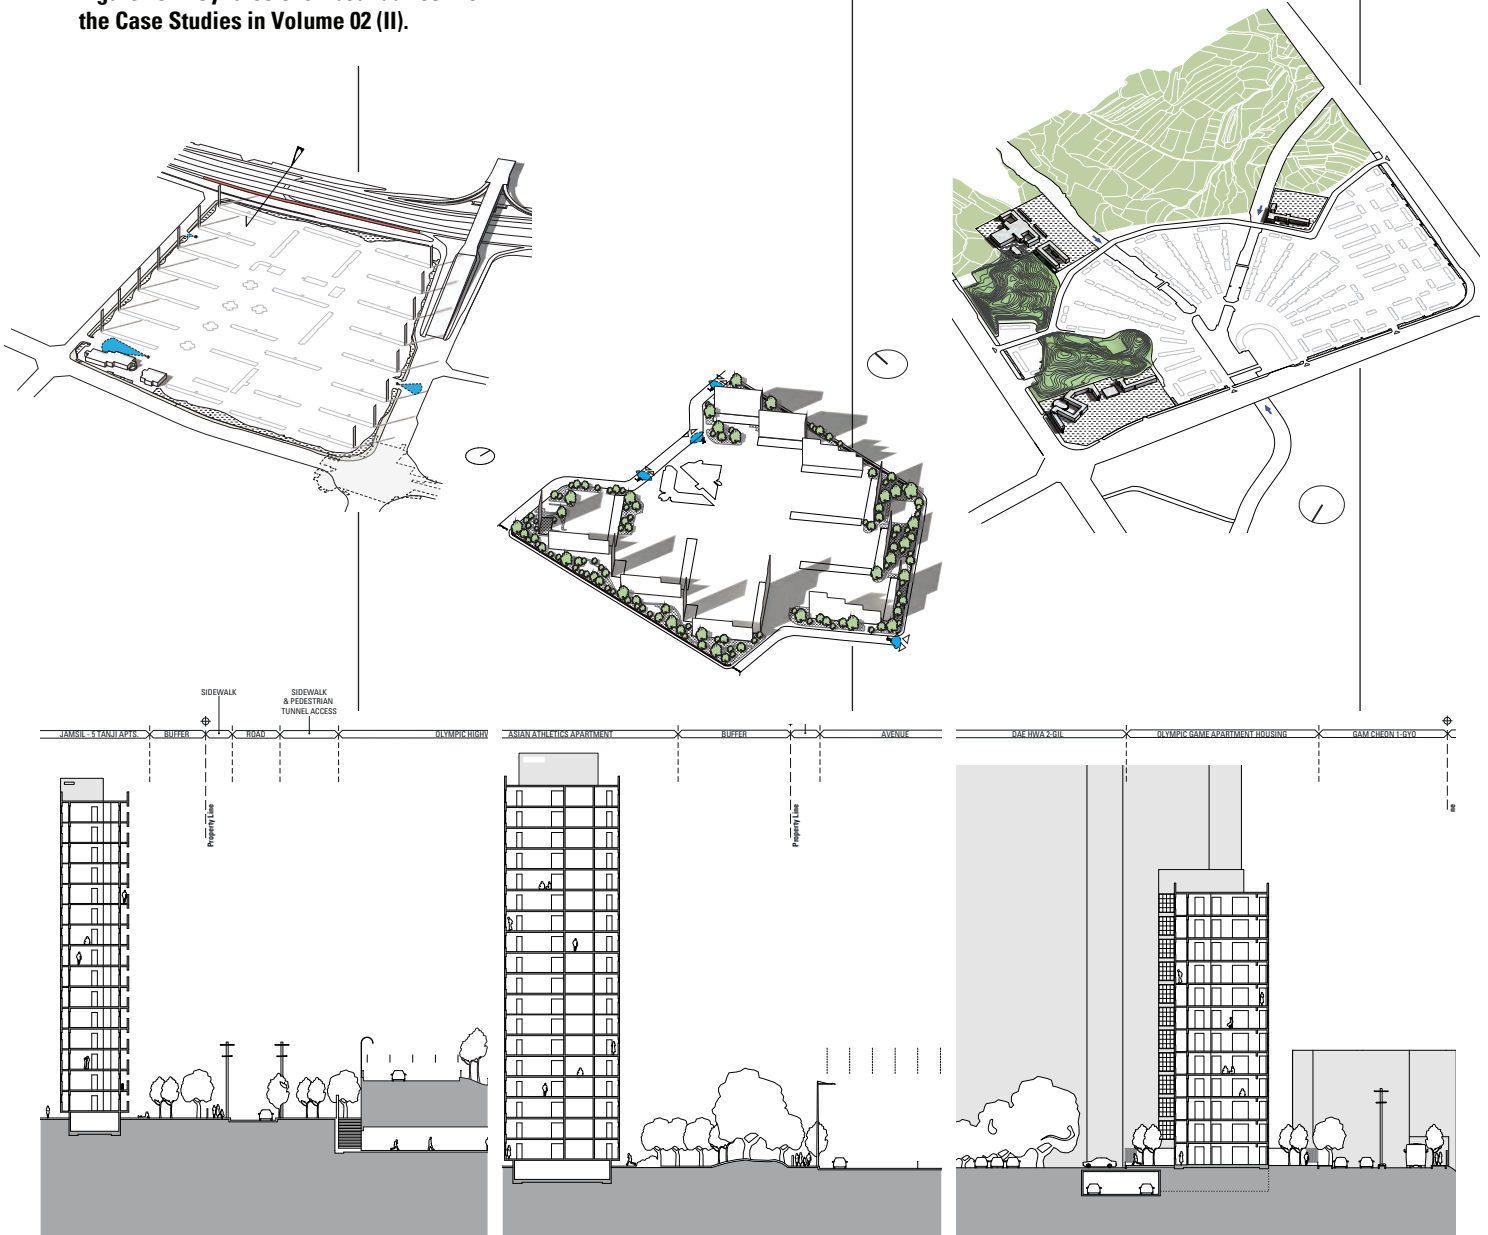 the Case Studies in Volume 02 (II).
SIDEWALK
SIDEWALK
& PEDESTRIAN
TUNNEL ACCESS
JAMSIL - 5 TANJI APTS.
BUFFER
ROAD
OLYMPIC HIGHW
ASIAN ATHLETICS APARTMENT
BUFFER
AVENUE
DAE HWA 2-GIL
OLYMPIC GAME APARTMENT HOUSING
GAM CHEON 1-GYO
Property Line
Property Line
ne